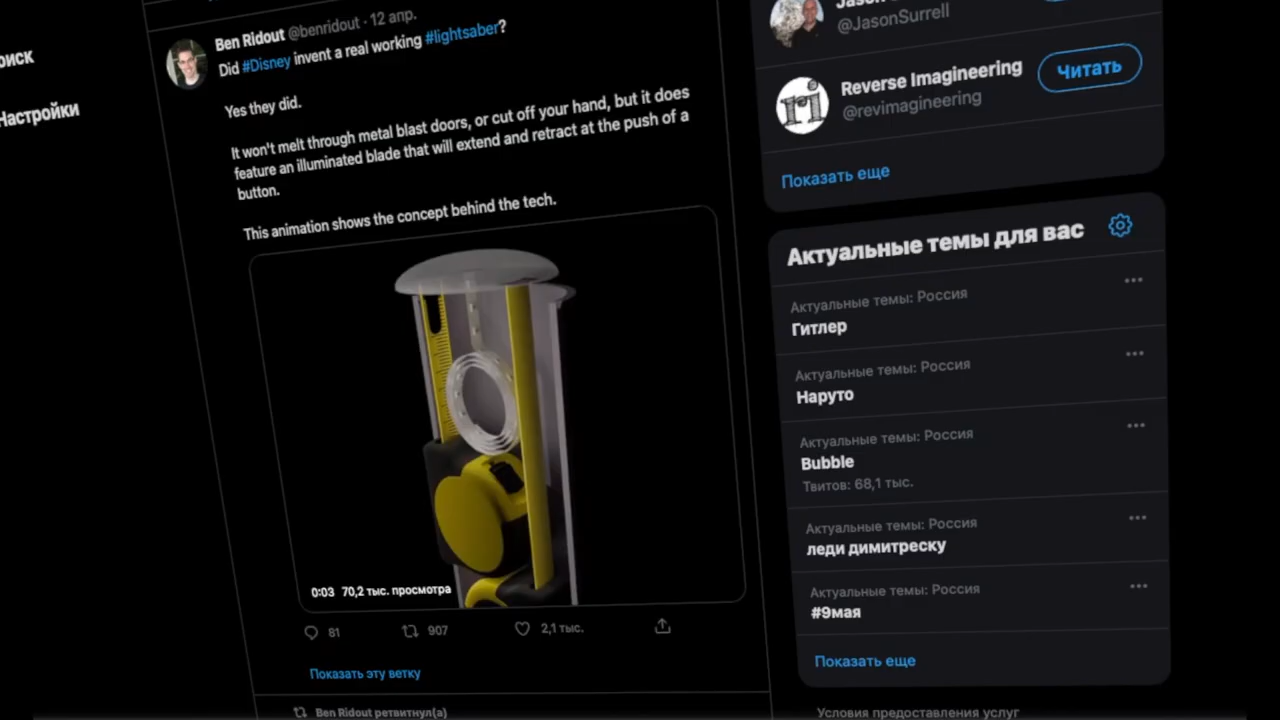 оиск
Настройки
Ben Ridout @benridout · 12 апр.
Did #Disney invent a real working #lightsaber?
Yes they did.
It won't melt through metal blast doors, or cut off your hand, but it does
feature an illuminated blade that will extend and retract at the push of a
button.
This animation shows the concept behind the tech.
0:03 70,2 тыс. просмотра
81 907 2,1 тыс.
Показать эту ветку
Ben Ridout ретвитнул(а)
@JasonSurrell
ri
Reverse Imagineering
@revimagineering
Читать
Показать еще
Актуальные темы для вас
Актуальные темы: Россия
Гитлер
Актуальные темы: Россия
Наруто
Актуальные темы: Россия
Bubble
Твитов: 68,1 тыс.
Актуальные темы: Россия
леди димитреску
Актуальные темы: Россия
#9мая
Показать еще
Условия предоставления услуг